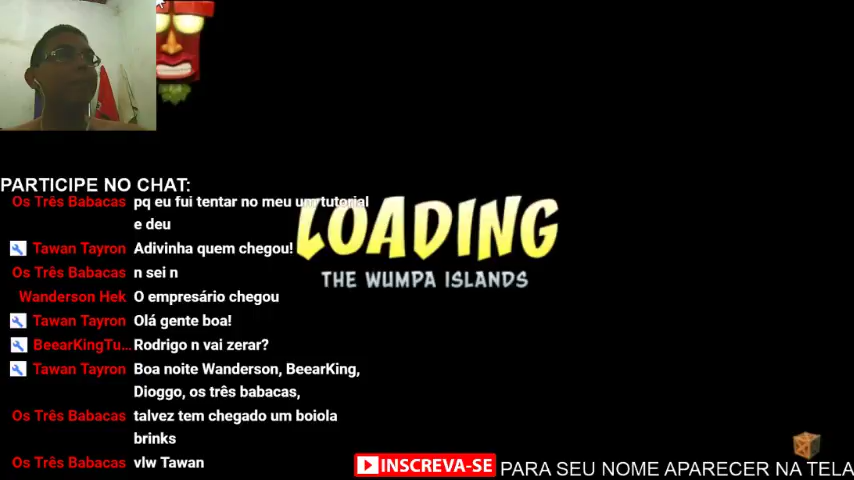 PARTICIPE NO CHAT:
Os Três Babacas pq eu fui tentar no meu um tutorial
e deu
Tawan Tayron Adivinha quem chegou!
Os Três Babacas n sei n
Wanderson Hek O empresário chegou
Tawan Tayron Olá gente boa!
BeearKingTu... Rodrigo n vai zerar?
Tawan Tayron Boa noite Wanderson, BeearKing,
Dioggo, os três babacas,
Os Três Babacas talvez tem chegado um boiola
brinks
Os Três Babacas vlw Tawan
LOADING
THE WUMPA ISLANDS
INSCREVA-SE PARA SEU NOME APARECER NA TELA